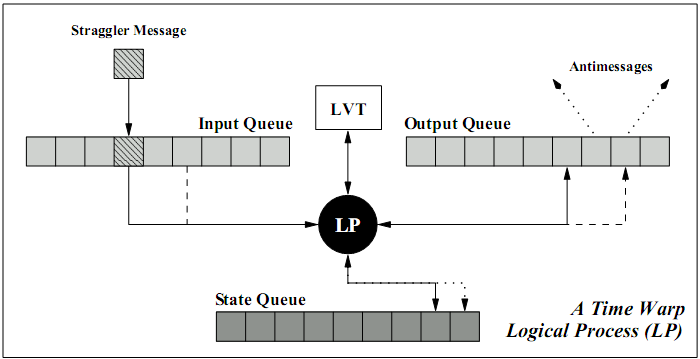 Straggler Message
Antimessages
LVT
Input Queue
Output Queue
LP
State Queue
A Time Warp
Logical Process (LP)